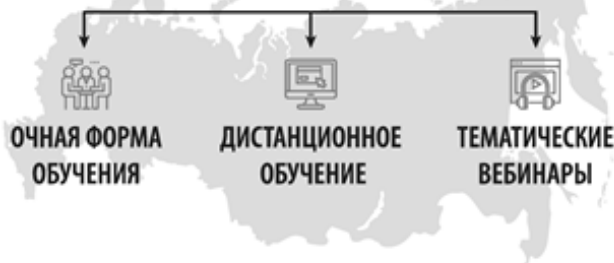 ОЧНАЯ ФОРМА
ОБУЧЕНИЯ
ДИСТАНЦИОННОЕ
ОБУЧЕНИЕ
ТЕМАТИЧЕСКИЕ
ВЕБИНАРЫ